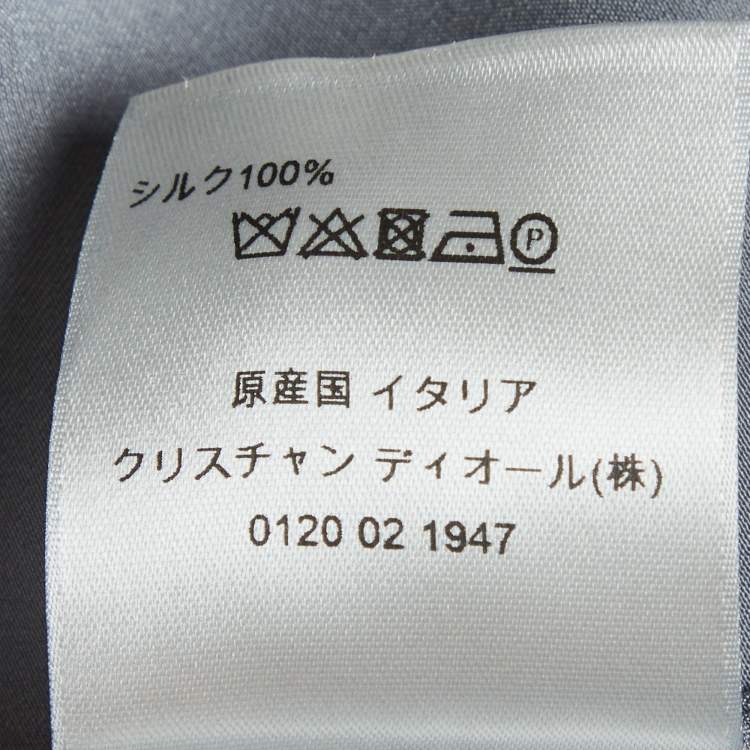 シルク100%
P
原産国 イタリア
クリスチャン ディオール(株)
0120 02 1947